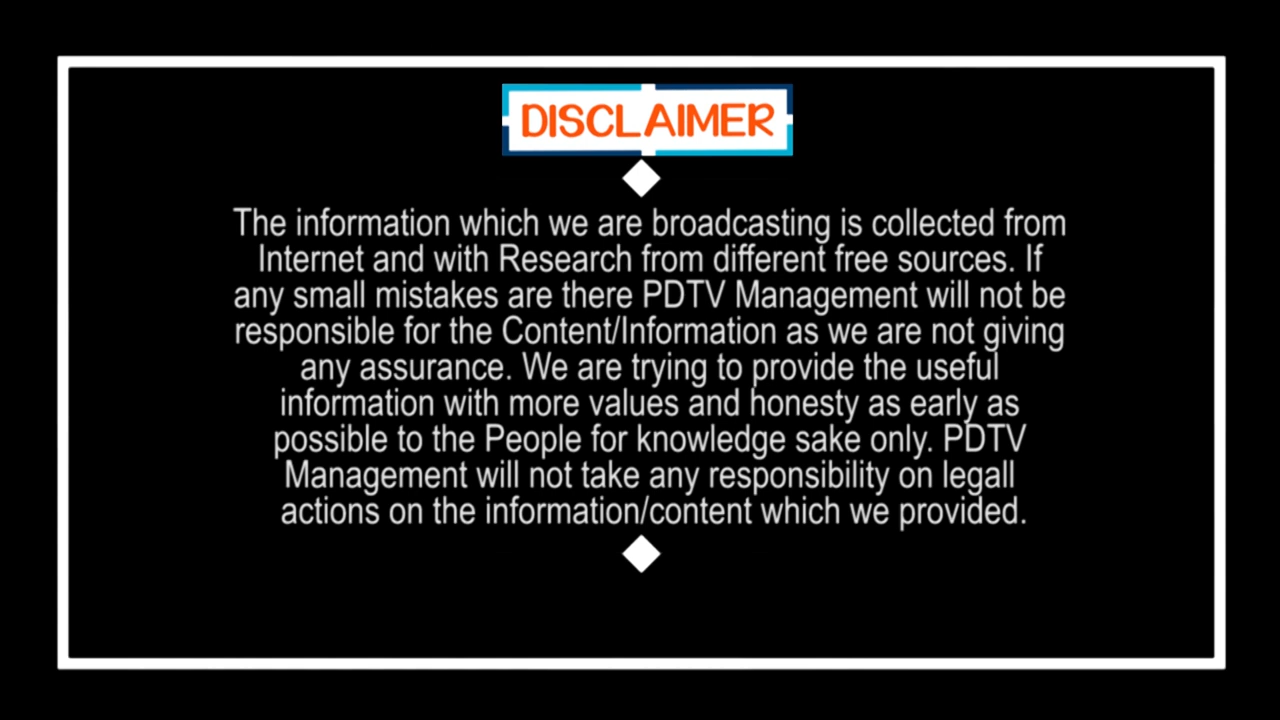 DISCLAIMER
The information which we are broadcasting is collected from
Internet and with Research from different free sources. If
any small mistakes are there PDTV Management will not be
responsible for the Content/Information as we are not giving
any assurance. We are trying to provide the useful
information with more values and honesty as early as
possible to the People for knowledge sake only. PDTV
Management will not take any responsibility on legall
actions on the information/content which we provided.